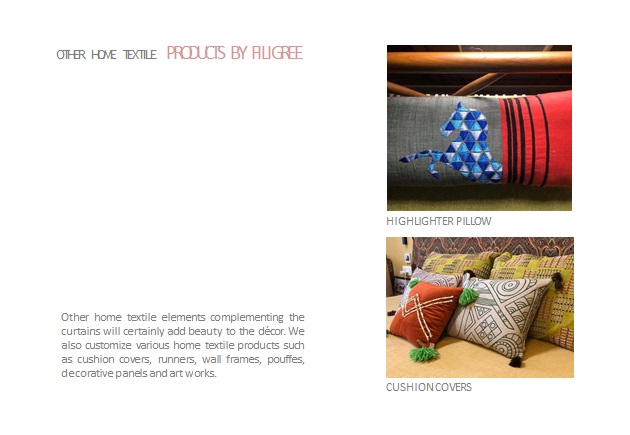 OTHER HOME TEXTILE PRODUCTS BY FILIGREE
HIGHLIGHTER PILLOW
Other home textile elements complementing the
curtains will certainly add beauty to the décor. We
also customize various home textile products such
as cushion covers, runners, wall frames, pouffes,
decorative panels and art works.
CUSHION COVERS